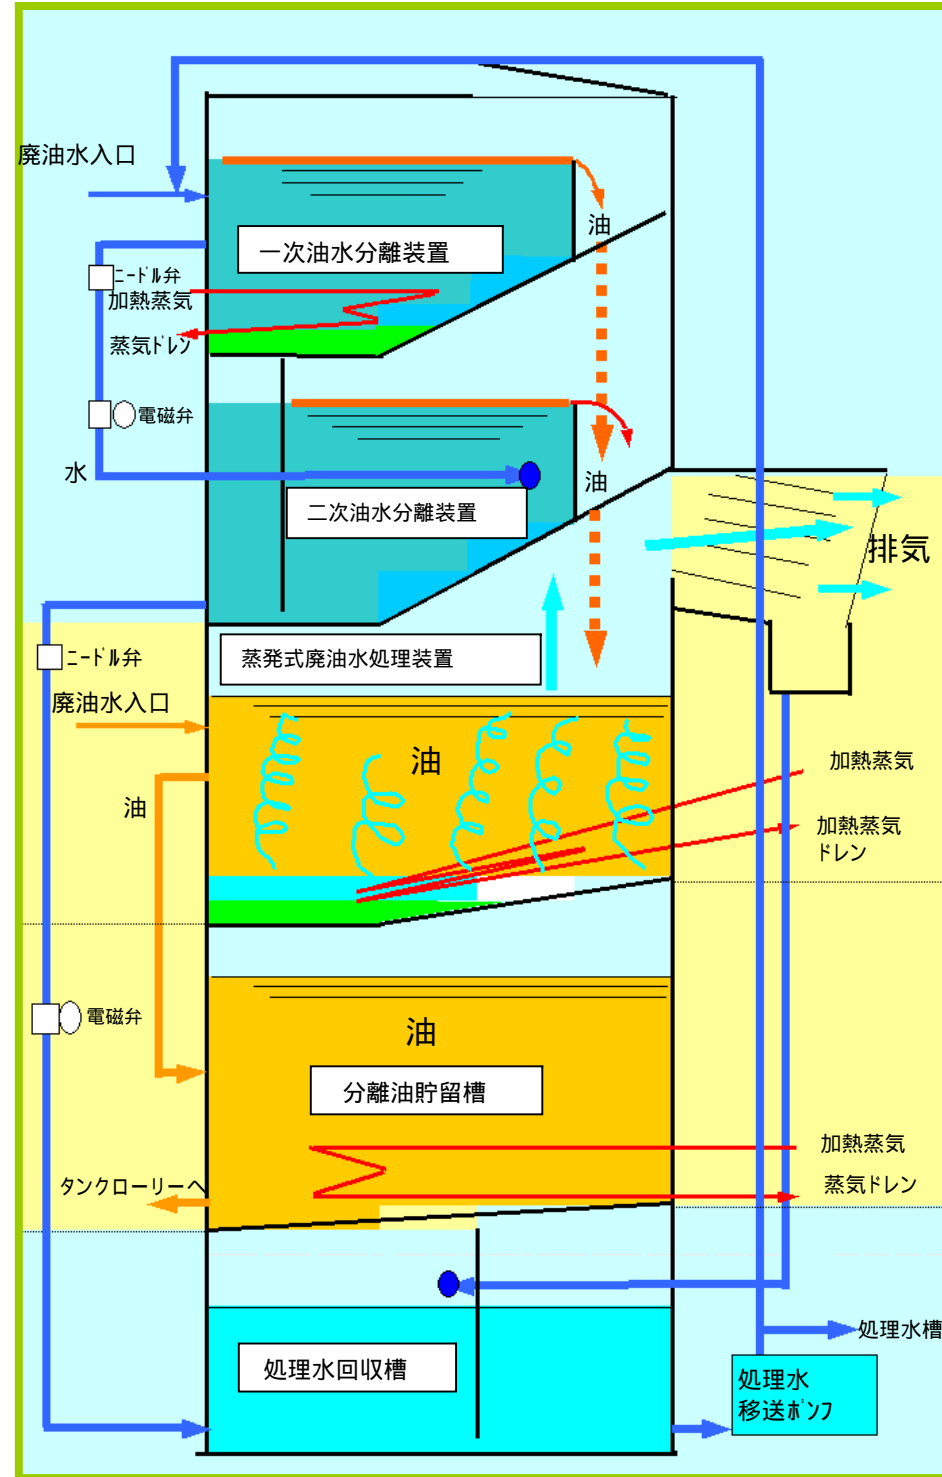 廃油水入口
油
一次油水分離装置
ﾆｰﾄﾞﾙ弁
加熱蒸気
蒸気ﾄﾞﾚﾝ
電磁弁
水
油
二次油水分離装置
排気
ﾆｰﾄﾞﾙ弁
蒸発式廃油水処理装置
廃油水入口
油
加熱蒸気
油
加熱蒸気
ドレン
電磁弁
油
分離油貯留槽
加熱蒸気
タンクローリーへ
蒸気ドレン
処理水槽
処理水回収槽
処理水
移送ﾎﾟﾝﾌ